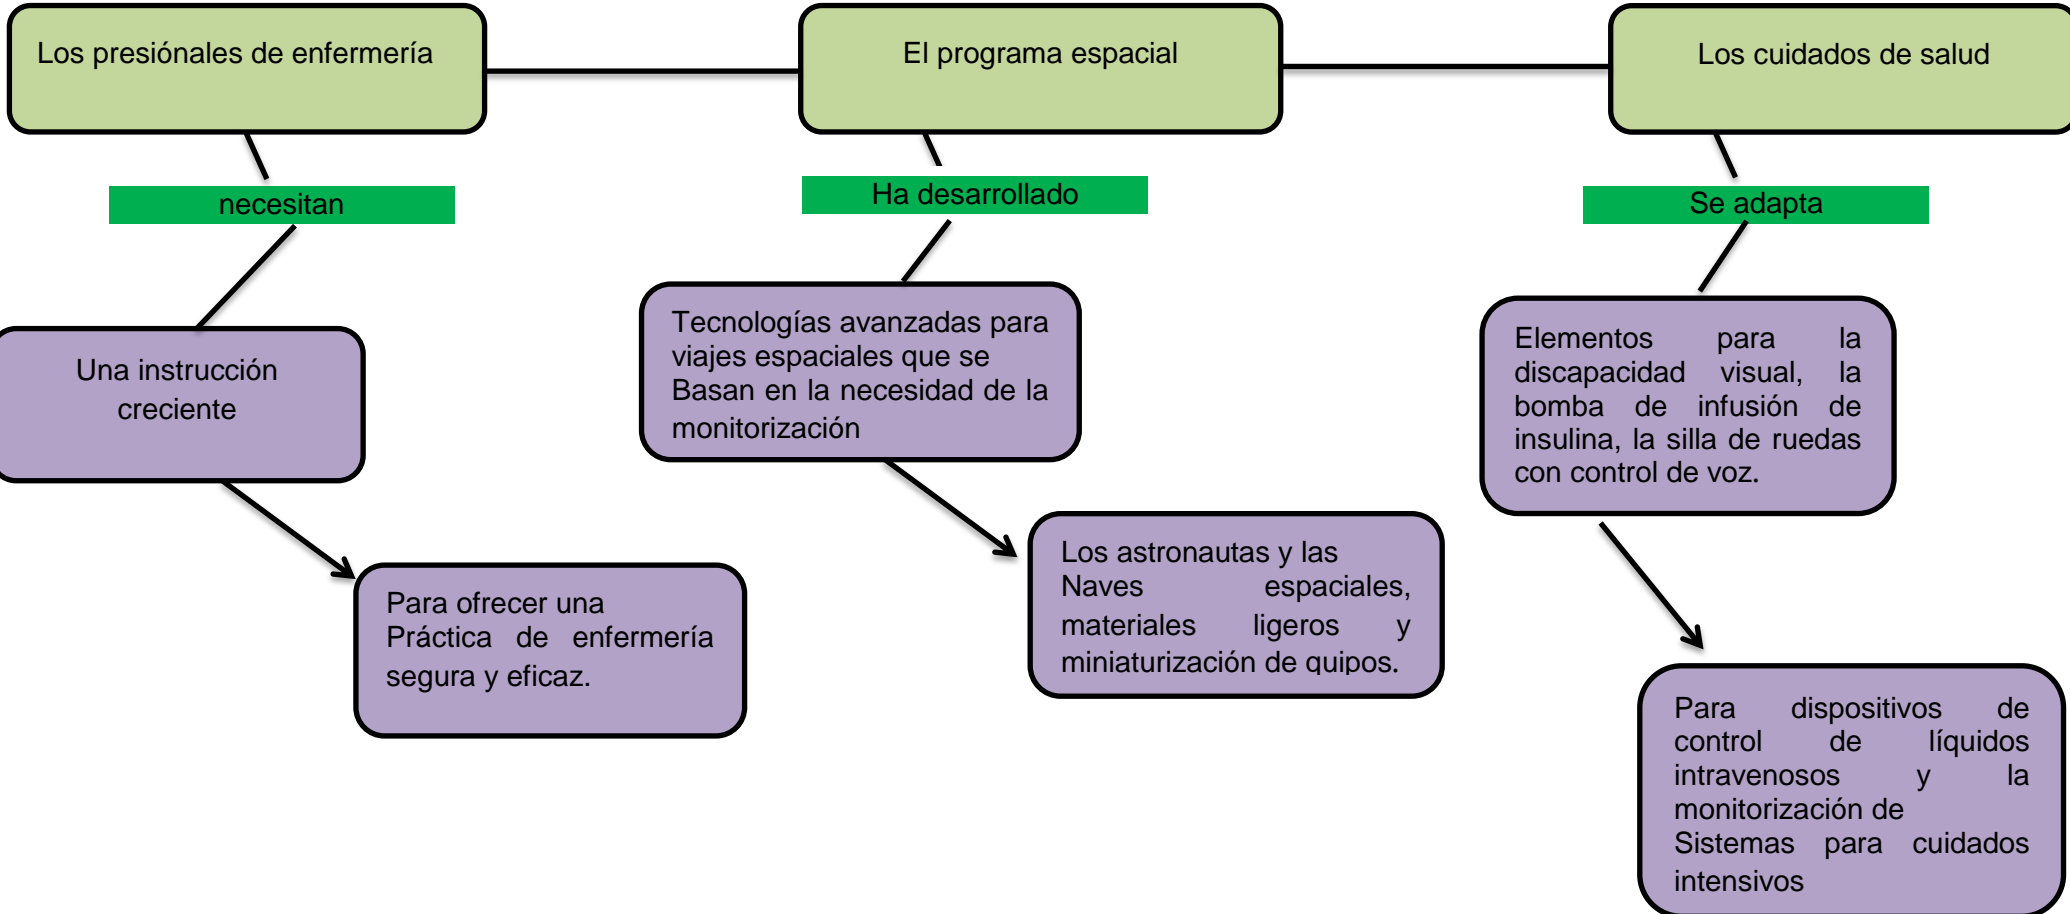 Los presiónales de enfermería
El programa espacial
Los cuidados de salud
necesitan
Ha desarrollado
Se adapta
Una instrucción
creciente
Para ofrecer una
Práctica de enfermería
segura y eficaz.
Tecnologías avanzadas para
viajes espaciales que se
Basan en la necesidad de la
monitorización
Los astronautas y las
Naves espaciales,
materiales ligeros y
miniaturización de quipos.
Elementos para la
discapacidad visual, la
bomba de infusión de
insulina, la silla de ruedas
con control de voz.
Para dispositivos de
control de líquidos
intravenosos y la
monitorización de
Sistemas para cuidados
intensivos